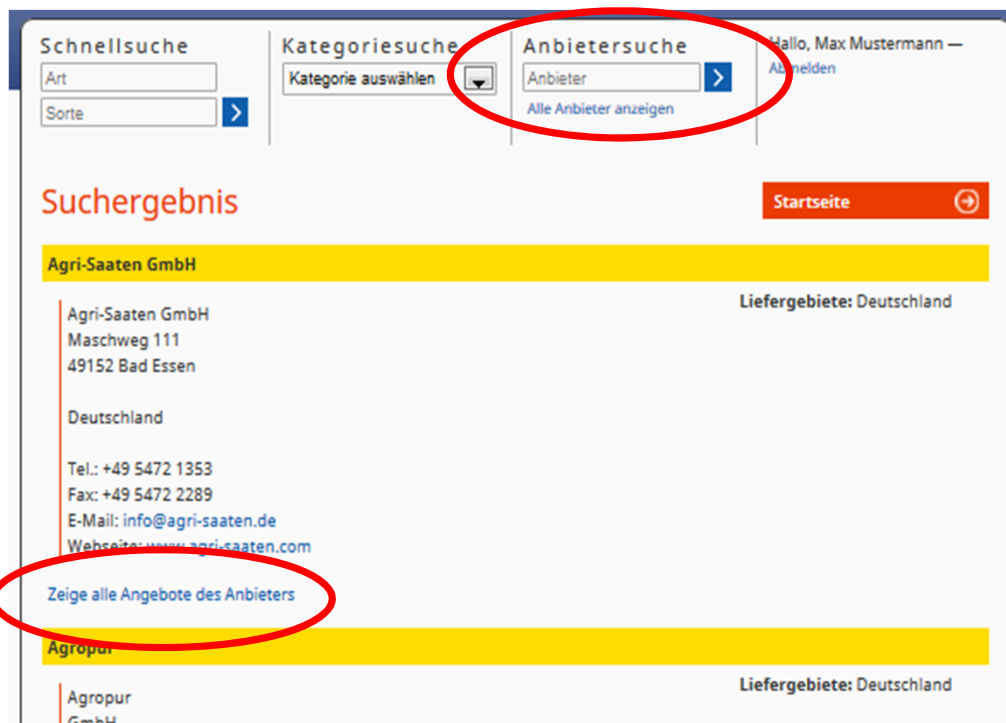 Schnellsuche
Art
Sorte
Kategoriesuche
Kategorie auswählen
Anbietersuche
Anbieter
Alle Anbieter anzeigen
Hallo, Max Mustermann —
Abmelden
Suchergebnis
Startseite
Agri-Saaten GmbH
Liefergebiete: Deutschland
Agri-Saaten GmbH
Maschweg 111
49152 Bad Essen
Deutschland
Tel.: +49 5472 1353
Fax: +49 5472 2289
E-Mail: info@agri-saaten.de
Webseite: www.agri-saaten.com
Zeige alle Angebote des Anbieters
Agropur
Liefergebiete: Deutschland
Agropur
GmbH